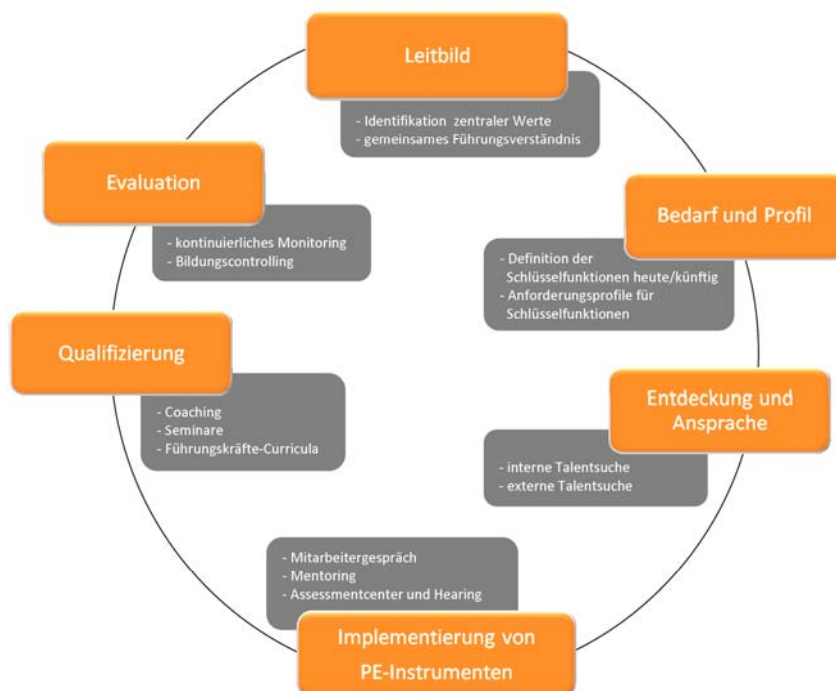 Leitbild
- Identifikation zentraler Werte
- gemeinsames Führungsverständnis
Bedarf und Profil
- Definition der
Schlüsselfunktionen heute/künftig
- Anforderungsprofile für
Schlüsselfunktionen
Entdeckung und
Ansprache
- interne Talentsuche
- externe Talentsuche
Implementierung von
PE-Instrumenten
- Mitarbeitergespräch
- Mentoring
- Assessmentcenter und Hearing
Qualifizierung
- Coaching
- Seminare
- Führungskräfte-Curricula
Evaluation
- kontinuierliches Monitoring
- Bildungscontrolling